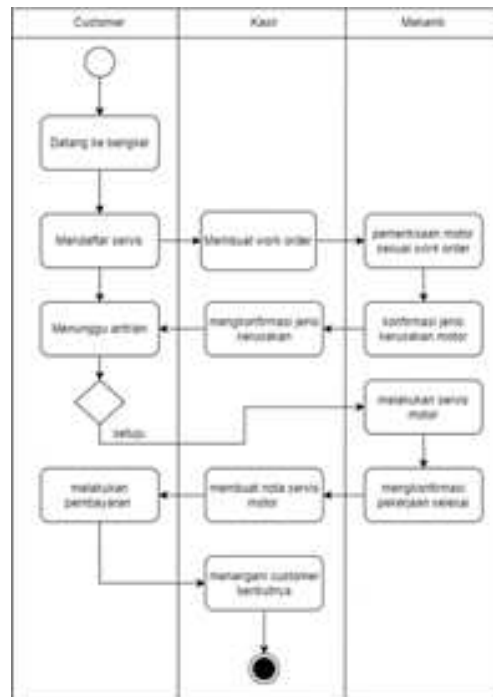 Customer
Kasir
Mekanik
Datang ke bengkel
Mendaftar servis
Membuat work order
pemeriksaan motor
sesuai work order
Menunggu antrian
mengkonfirmasi jenis
kerusakan
konfirmasi jenis
kerusakan motor
setuju
melakukan servis
motor
melakukan
pembayaran
membuat nota servis
motor
mengkonfirmasi
pekerjaan selesai
menangani customer
berikutnya